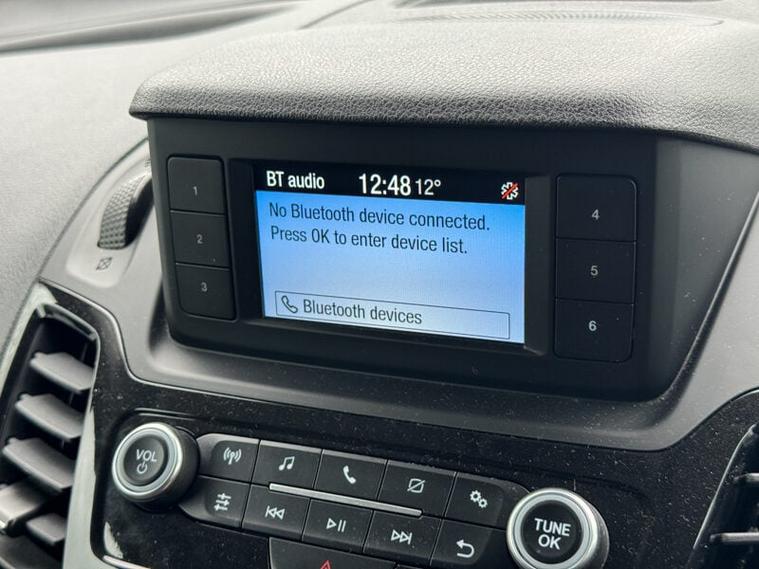 BT audio 12:48 12°
No Bluetooth device connected.
Press OK to enter device list.
Bluetooth devices
1
2
3
4
5
6
VOL
TUNE
OK